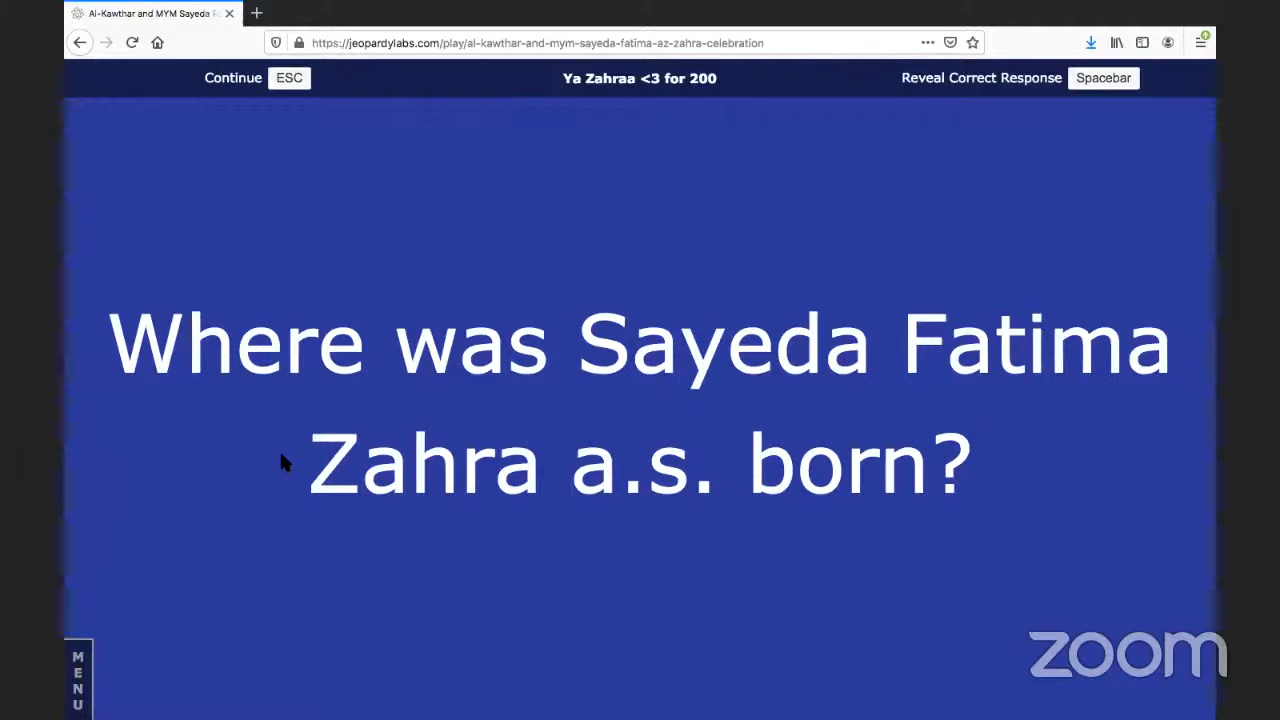 Al-Kawthar and MYM Sayeda F
https://jeopardylabs.com/play/al-kawthar-and-mym-sayeda-fatima-az-zahra-celebration
Continue ESC
Ya Zahraa <3 for 200
Reveal Correct Response Spacebar
Where was Sayeda Fatima
Zahra a.s. born?
MENU
zoom